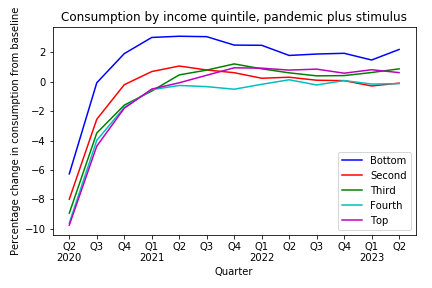 Consumption by income quintile, pandemic plus stimulus
Percentage change in consumption from baseline
2
0
−2
−4
−6
−8
−10
Bottom
Second
Third
Fourth
Top
Q2 Q3 Q4 Q1 Q2 Q3 Q4 Q1 Q2 Q3 Q4 Q1 Q2
2020 2021 2022 2023
Quarter